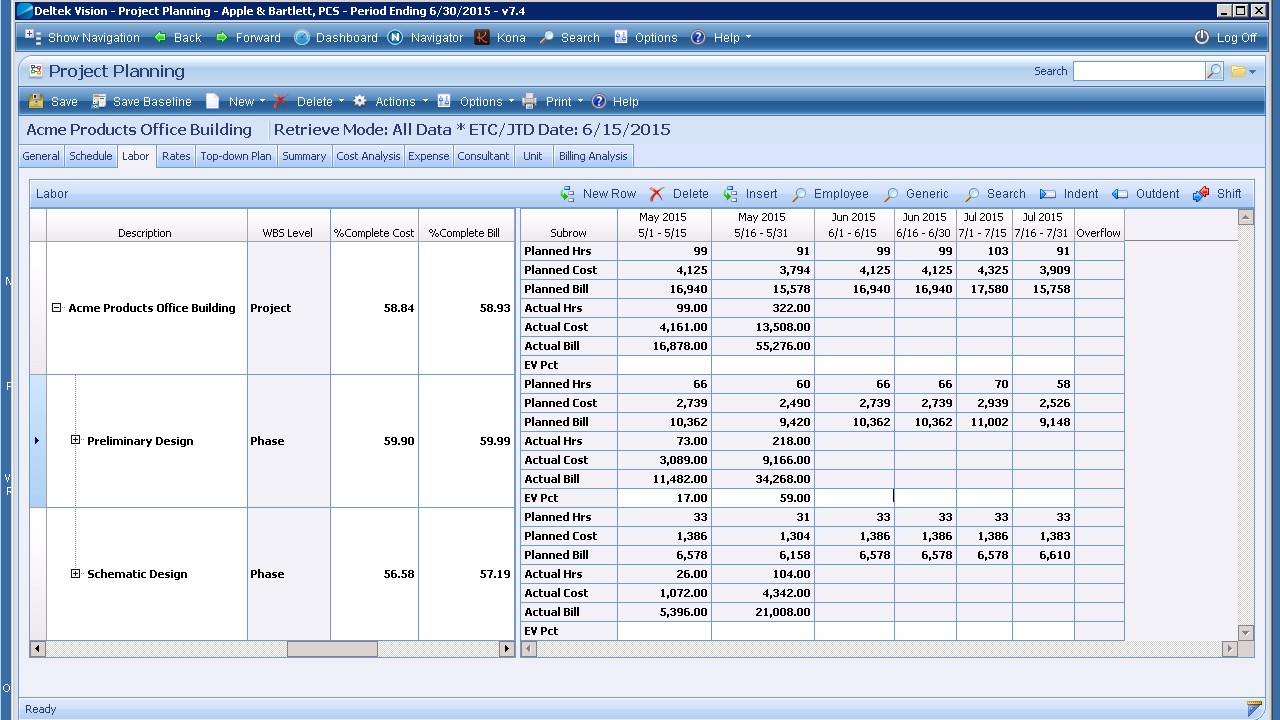 Deltek Vision - Project Planning - Apple & Bartlett, PCS - Period Ending 6/30/2015 - v7.4
Show Navigation Back Forward Dashboard Navigator Kona Search Options Help Log Off
Project Planning Search
Save Save Baseline New Delete Actions Options Print Help
Acme Products Office Building Retrieve Mode: All Data * ETC/JTD Date: 6/15/2015
General Schedule Labor Rates Top-down Plan Summary Cost Analysis Expense Consultant Unit Billing Analysis
Labor New Row Delete Insert Employee Generic Search Indent Outdent Shift
May 2015 May 2015 Jun 2015 Jun 2015 Jul 2015 Jul 2015
Description WBS Level %Complete Cost %Complete Bill Subrow 5/1 - 5/15 5/16 - 5/31 6/1 - 6/15 6/16 - 6/30 7/1 - 7/15 7/16 - 7/31 Overflow
Planned Hrs 99 91 99 99 103 91
Planned Cost 4,125 3,794 4,125 4,125 4,325 3,909
Planned Bill 16,940 15,578 16,940 16,940 17,580 15,758
Acme Products Office Building Project 58.84 58.93 Actual Hrs 99.00 322.00
Actual Cost 4,161.00 13,508.00
Actual Bill 16,878.00 55,276.00
EV Pct
Planned Hrs 66 60 66 66 70 58
Planned Cost 2,739 2,490 2,739 2,739 2,939 2,526
Planned Bill 10,362 9,420 10,362 10,362 11,002 9,148
Preliminary Design Phase 59.90 59.99 Actual Hrs 73.00 218.00
Actual Cost 3,089.00 9,166.00
Actual Bill 11,482.00 34,268.00
EV Pct 17.00 59.00
Planned Hrs 33 31 33 33 33 33
Planned Cost 1,386 1,304 1,386 1,386 1,386 1,383
Planned Bill 6,578 6,158 6,578 6,578 6,578 6,610
Schematic Design Phase 56.58 57.19 Actual Hrs 26.00 104.00
Actual Cost 1,072.00 4,342.00
Actual Bill 5,396.00 21,008.00
EV Pct
Ready